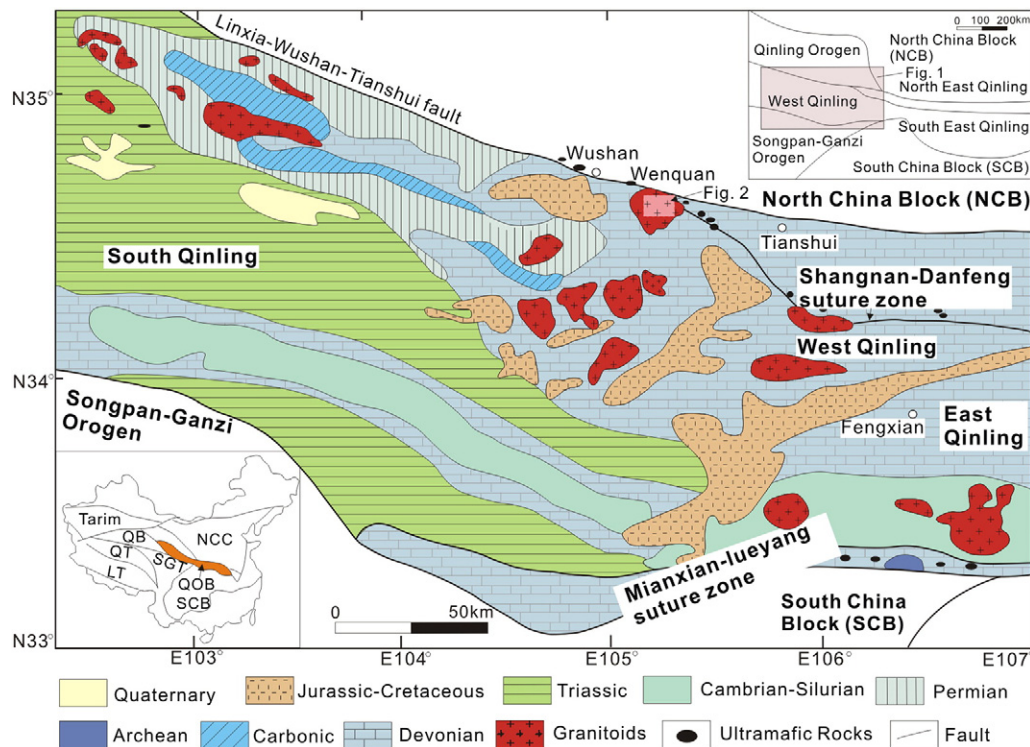 0 100 200km
Qinling Orogen
North China Block
(NCB)
Fig. 1
North East Qinling
West Qinling
South East Qinling
Songpan-Ganzi
Orogen
South China Block (SCB)
Linxia-Wushan-Tianshui fault
N35°
Wushan
Wenquan
Fig. 2
North China Block (NCB)
Tianshui
South Qinling
Shangnan-Danfeng
suture zone
West Qinling
N34°
Songpan-Ganzi
Orogen
Fengxian
East
Qinling
Tarim
QB
NCC
QT
SGT
LT
QOB
SCB
Mianxian-lueyang
suture zone
0 50km
South China
Block (SCB)
N33°
E103° E104° E105° E106° E107°
Quaternary Jurassic-Cretaceous Triassic Cambrian-Silurian Permian
Archean Carbonic Devonian Granitoids Ultramafic Rocks Fault